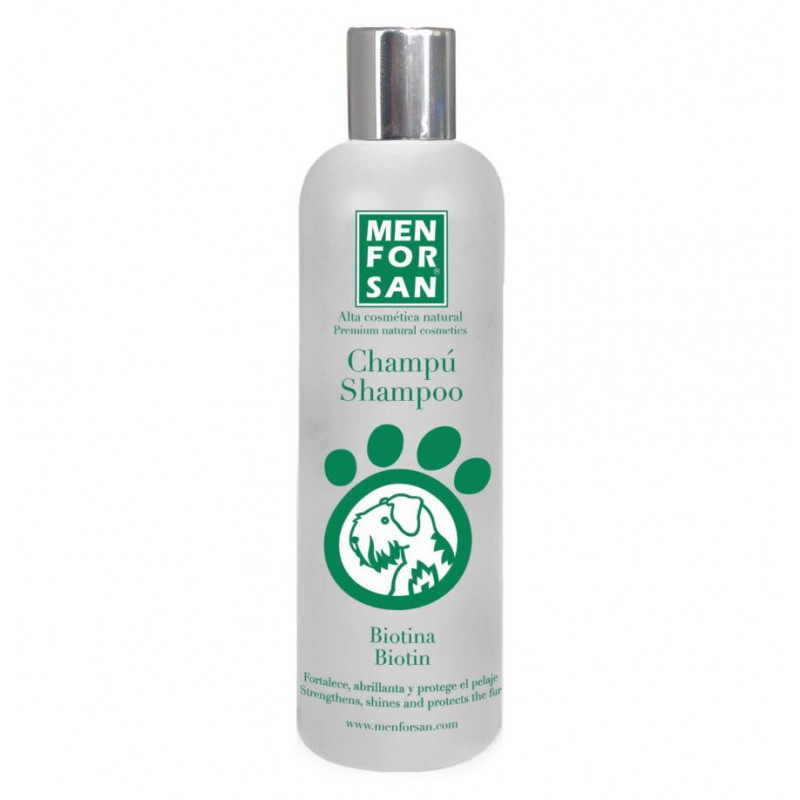 MEN
FOR
SAN®
Alta cosmética natural
Premium natural cosmetics
Champú
Shampoo
Biotina
Biotin
Fortalece, abrillanta y protege el pelaje
Strengthens, shines and protects the fur
www.menforsan.com